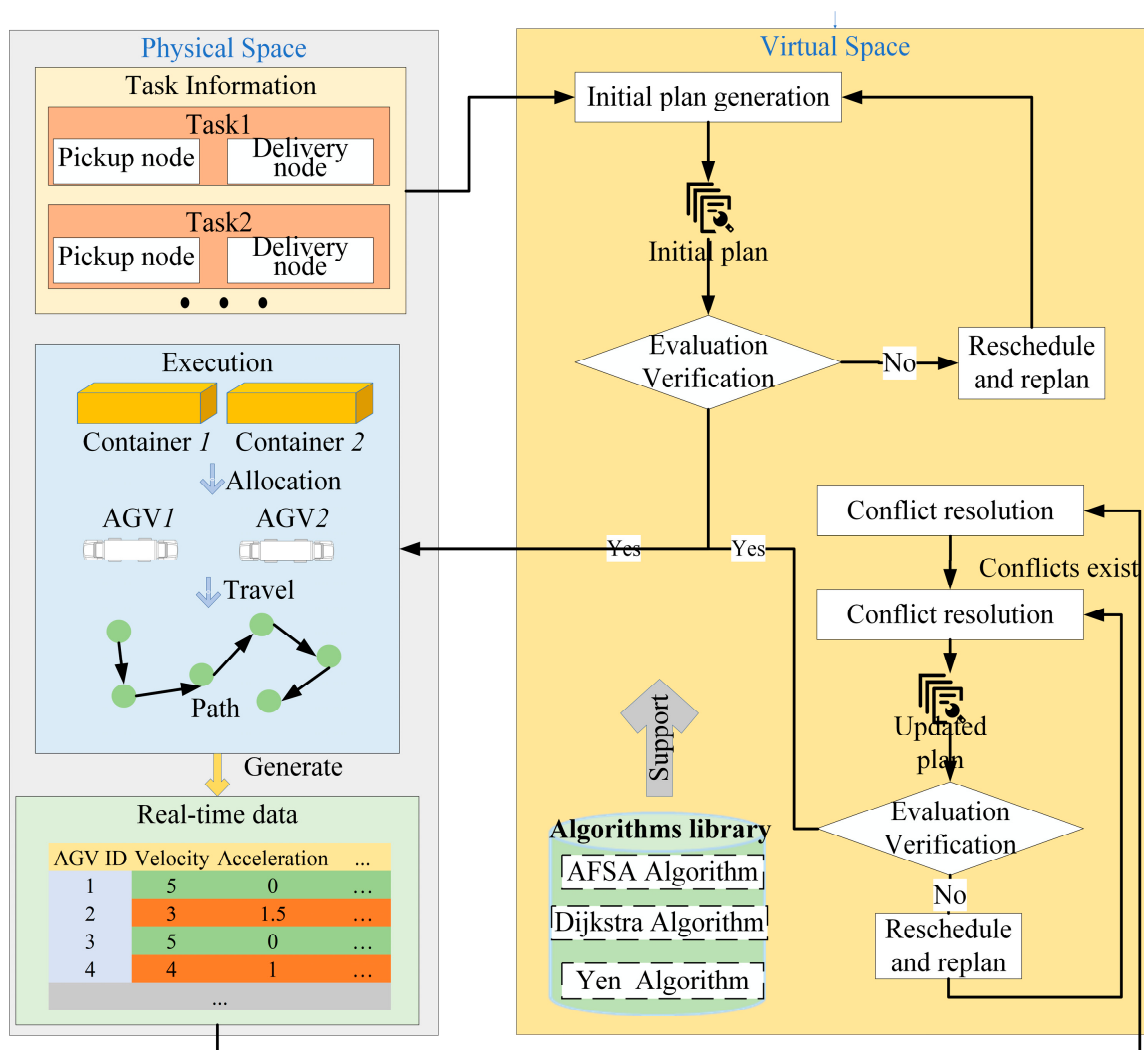 Physical Space
Task Information
Task1
Pickup node
Delivery
node
Task2
Pickup node
Delivery
node
• • •
Execution
Container 1
Container 2
Allocation
AGV1
AGV2
Travel
Path
Generate
Real-time data
AGV ID Velocity Acceleration ...
1 5 0 ...
2 3 1.5 ...
3 5 0 ...
4 4 1 ...
...
Virtual Space
Initial plan generation
Initial plan
Evaluation
Verification
No
Reschedule
and replan
Yes
Yes
Conflict resolution
Conflicts exist
Conflict resolution
Updated
plan
Evaluation
Verification
No
Reschedule
and replan
Support
Algorithms library
AFSA Algorithm
Dijkstra Algorithm
Yen Algorithm